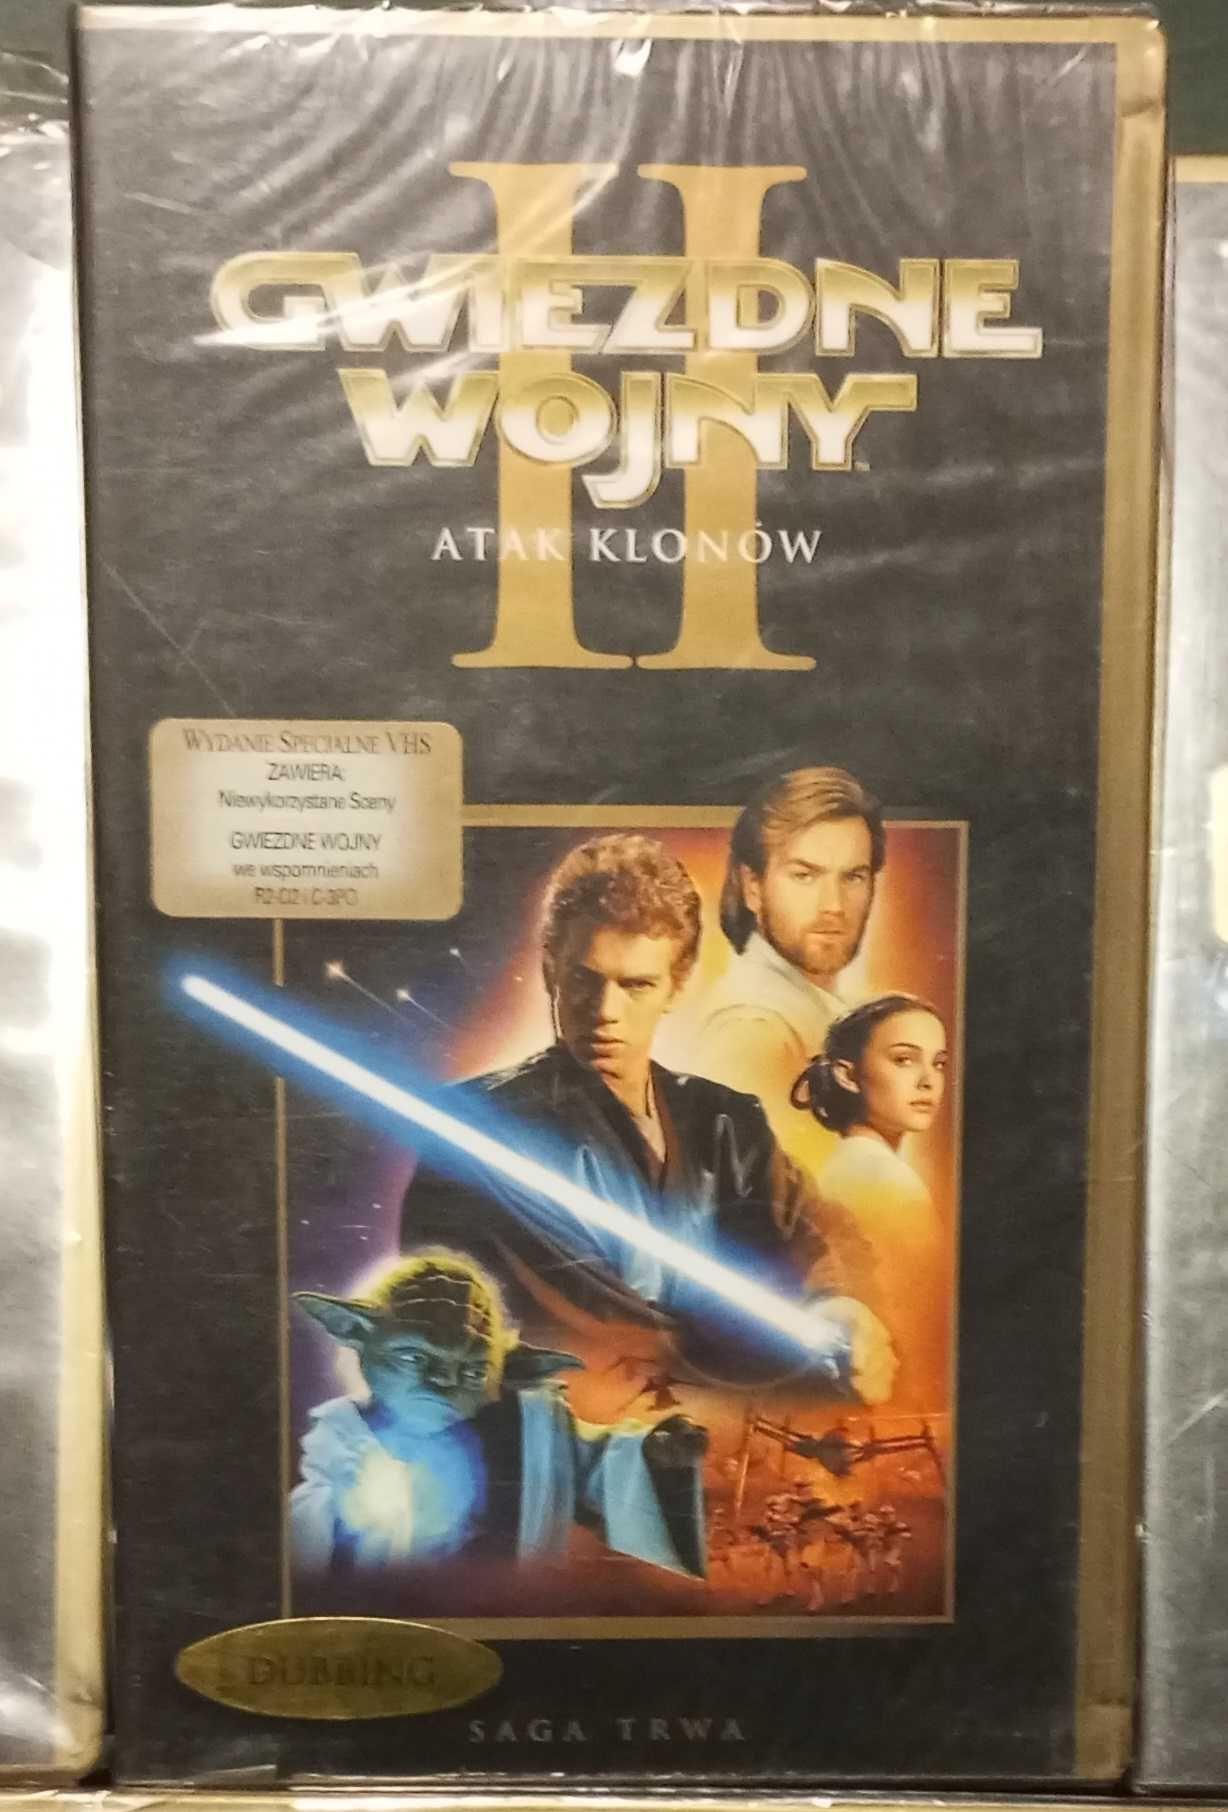 II
GWIEZDNE
WOJNY
ATAK KLONÓW
WYDANIE SPECJALNE VHS
ZAWIERA:
Niewykorzystane Sceny
GWIEZDNE WOJNY
we wspomnieniach
R2-D2 i C-3PO
DUBBING
SAGA TRWA